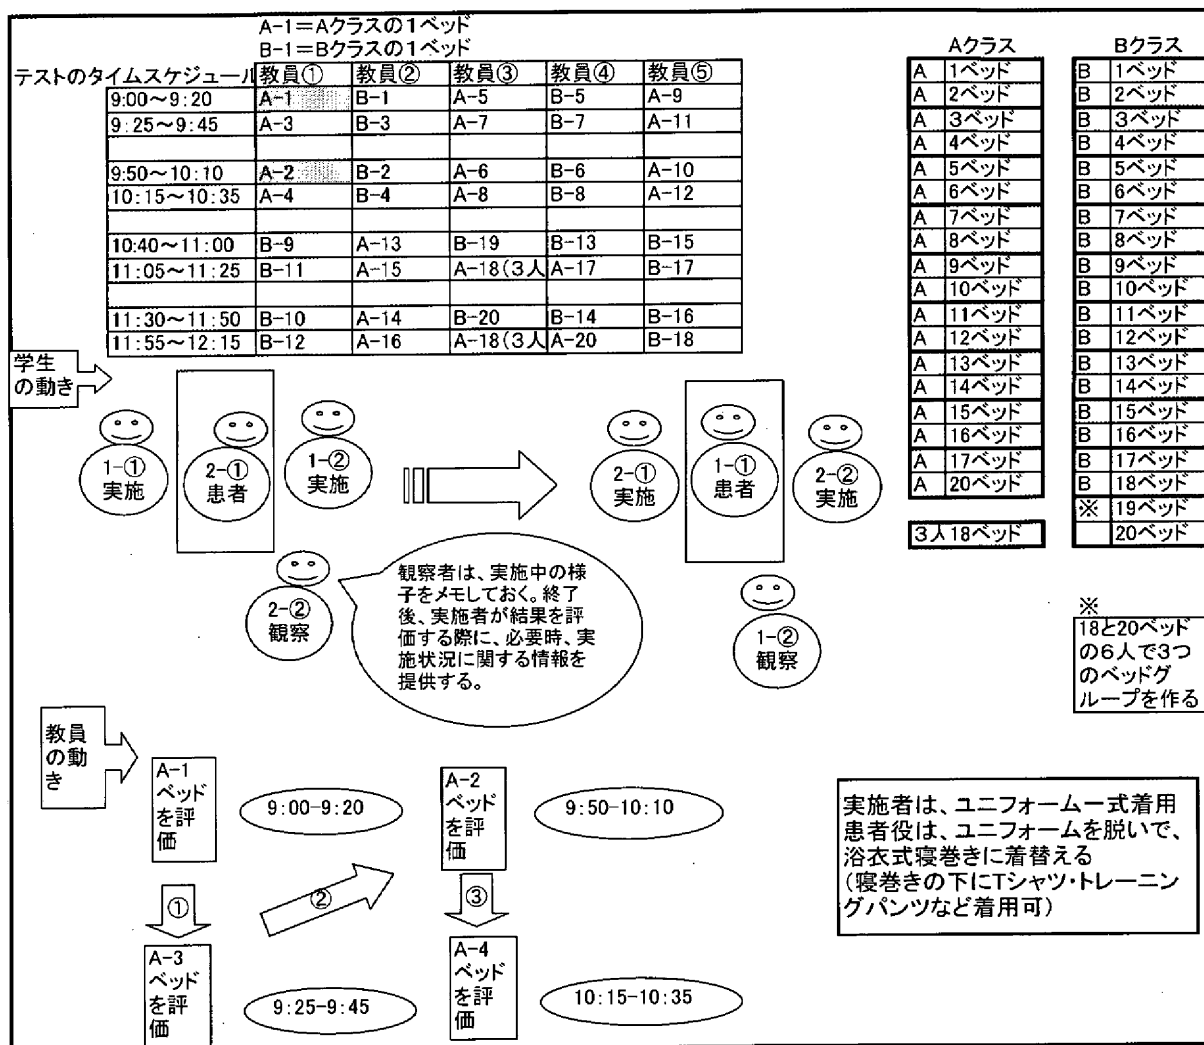 A-1=Aクラスの1ベッド
B-1=Bクラスの1ベッド
テストのタイムスケジュール 教員① 教員② 教員③ 教員④ 教員⑤
9:00～9:20 A-1 B-1 A-5 B-5 A-9
9:25～9:45 A-3 B-3 A-7 B-7 A-11
9:50～10:10 A-2 B-2 A-6 B-6 A-10
10:15～10:35 A-4 B-4 A-8 B-8 A-12
10:40～11:00 B-9 A-13 B-19 B-13 B-15
11:05～11:25 B-11 A-15 A-18(3人 A-17 B-17
11:30～11:50 B-10 A-14 B-20 B-14 B-16
11:55～12:15 B-12 A-16 A-18(3人 A-20 B-18
Aクラス
A 1ベッド
A 2ベッド
A 3ベッド
A 4ベッド
A 5ベッド
A 6ベッド
A 7ベッド
A 8ベッド
A 9ベッド
A 10ベッド
A 11ベッド
A 12ベッド
A 13ベッド
A 14ベッド
A 15ベッド
A 16ベッド
A 17ベッド
A 20ベッド
3人 18ベッド
Bクラス
B 1ベッド
B 2ベッド
B 3ベッド
B 4ベッド
B 5ベッド
B 6ベッド
B 7ベッド
B 8ベッド
B 9ベッド
B 10ベッド
B 11ベッド
B 12ベッド
B 13ベッド
B 14ベッド
B 15ベッド
B 16ベッド
B 17ベッド
B 18ベッド
※ 19ベッド
20ベッド
※
18と20ベッド
の6人で3つ
のベッドグ
ループを作る
学生
の動き
1-①
実施
2-①
患者
1-②
実施
2-②
観察
2-①
実施
1-①
患者
2-②
実施
1-②
観察
観察者は、実施中の様
子をメモしておく。終了
後、実施者が結果を評
価する際に、必要時、実
施状況に関する情報を
提供する。
教員
の動
き
A-1
ベッド
を評
価
9:00-9:20
①
A-3
ベッド
を評
価
9:25-9:45
②
A-2
ベッド
を評
価
9:50-10:10
③
A-4
ベッド
を評
価
10:15-10:35
実施者は、ユニフォーム一式着用
患者役は、ユニフォームを脱いで、
浴衣式寝巻きに着替える
（寝巻きの下にTシャツ・トレーニン
グパンツなど着用可）